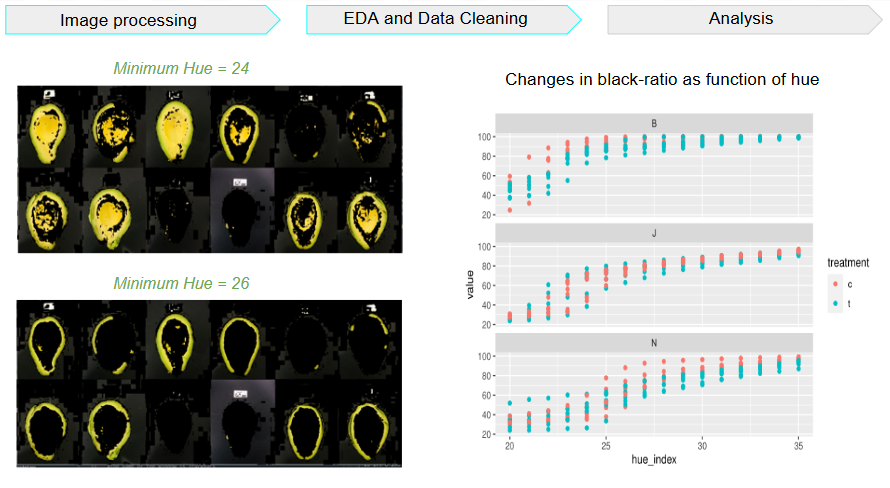 Image processing
EDA and Data Cleaning
Analysis
Minimum Hue = 24
Minimum Hue = 26
Changes in black-ratio as function of hue
B
100
80
60
40
20
J
100
80
60
40
20
N
100
80
60
40
20
value
20
25
30
35
hue_index
treatment
c
t